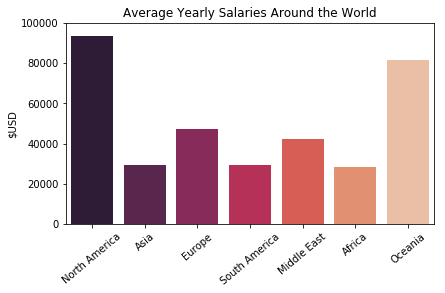 Average Yearly Salaries Around the World
$USD
100000
80000
60000
40000
20000
0
North America
Asia
Europe
South America
Middle East
Africa
Oceania